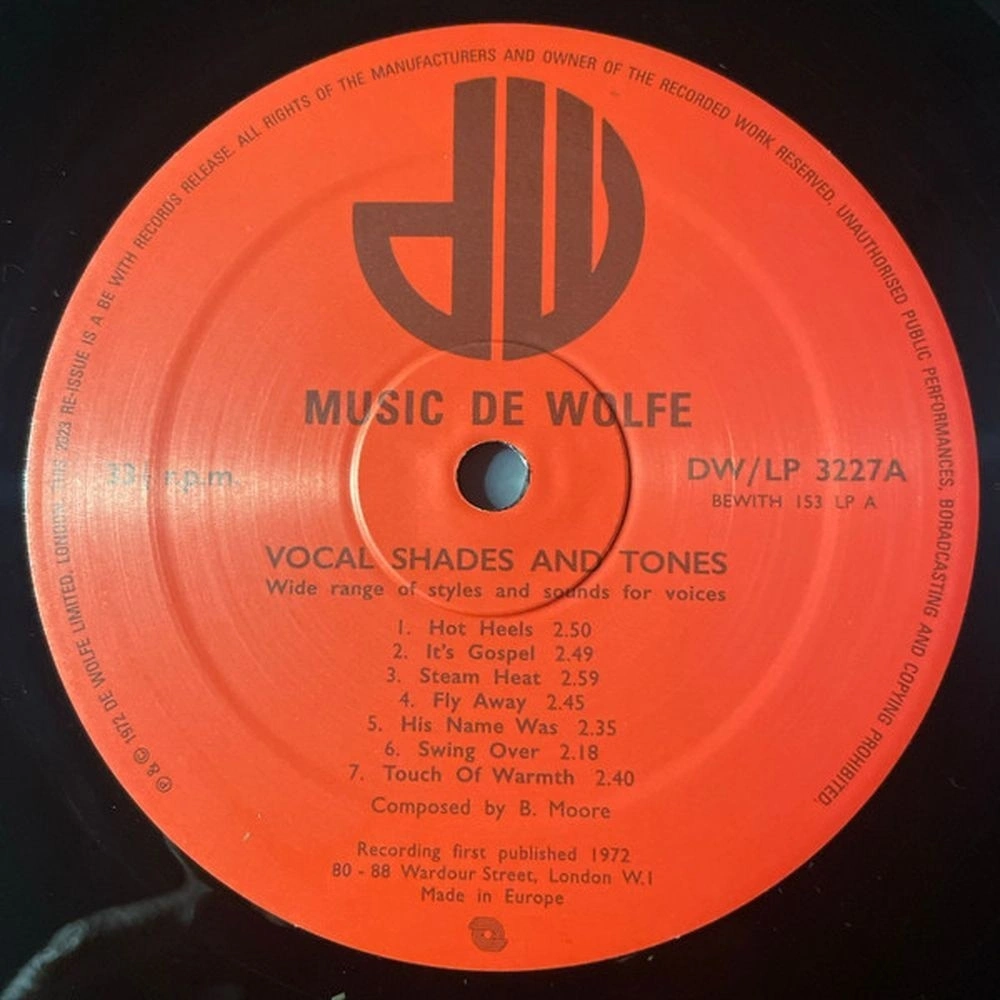 ℗ & © 1972 DE WOLFE LIMITED, LONDON. THIS 2023 RE-ISSUE IS A BE WITH RECORDS RELEASE. ALL RIGHTS OF THE MANUFACTURERS AND OWNER OF THE RECORDED WORK RESERVED. UNAUTHORISED PUBLIC PERFORMANCES, BORADCASTING AND COPYING PROHIBITED.
dw
MUSIC DE WOLFE
33⅓ r.p.m.
DW/LP 3227A
BEWITH 153 LP A
VOCAL SHADES AND TONES
Wide range of styles and sounds for voices
1. Hot Heels 2.50
2. It's Gospel 2.49
3. Steam Heat 2.59
4. Fly Away 2.45
5. His Name Was 2.35
6. Swing Over 2.18
7. Touch Of Warmth 2.40
Composed by B. Moore
Recording first published 1972
80 - 88 Wardour Street, London W.1
Made in Europe